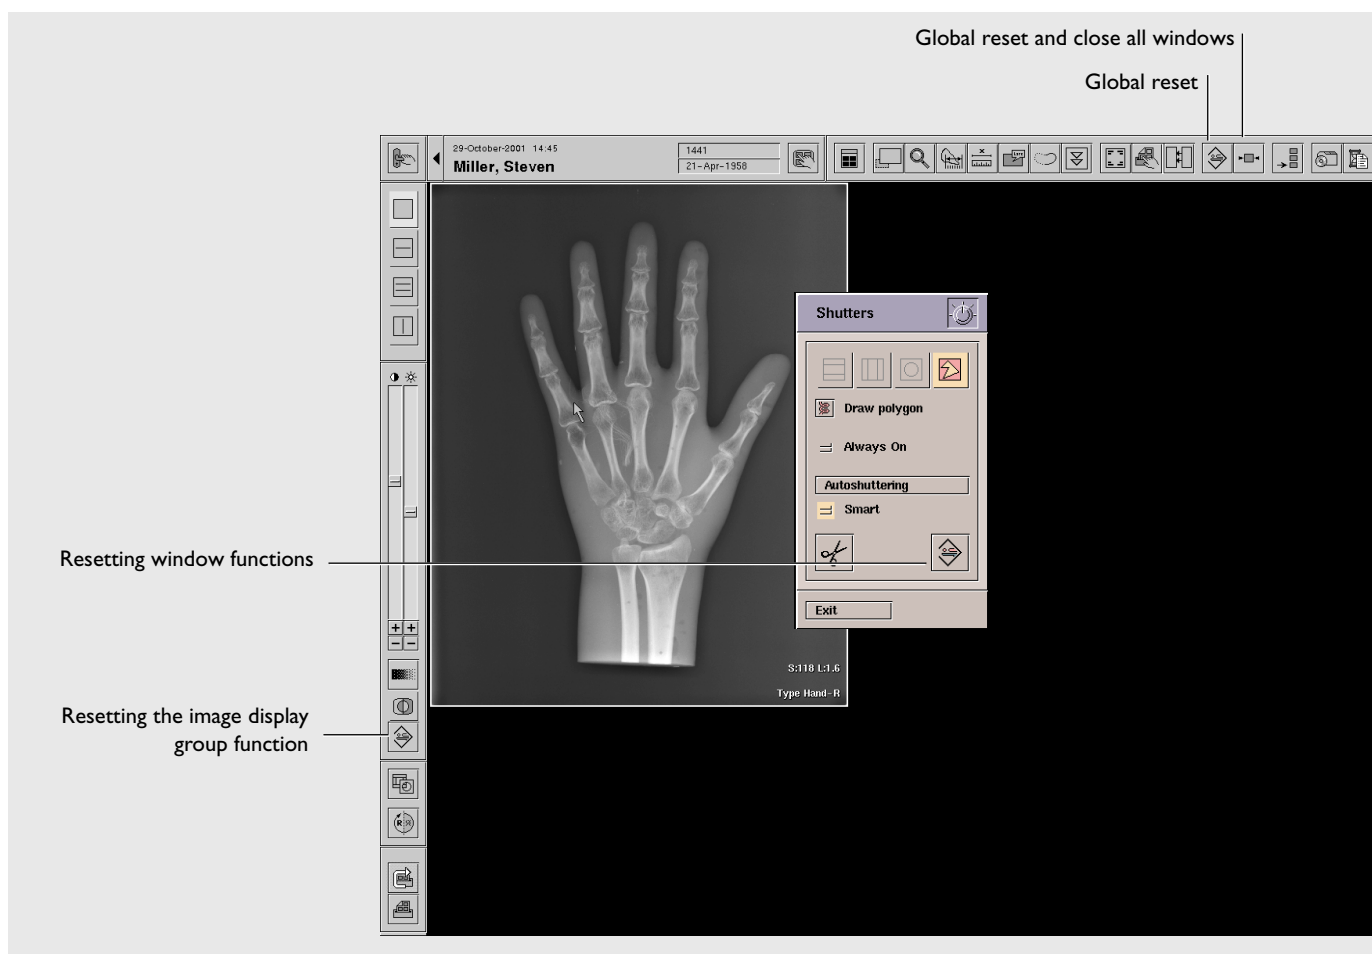 Global reset and close all windows
Global reset
29-October-2001 14:45
Miller, Steven
1441
21-Apr-1958
Shutters
Draw polygon
Always On
Autoshuttering
Smart
Resetting window functions
Exit
S:118 L:1.6
Type Hand-R
Resetting the image display
group function